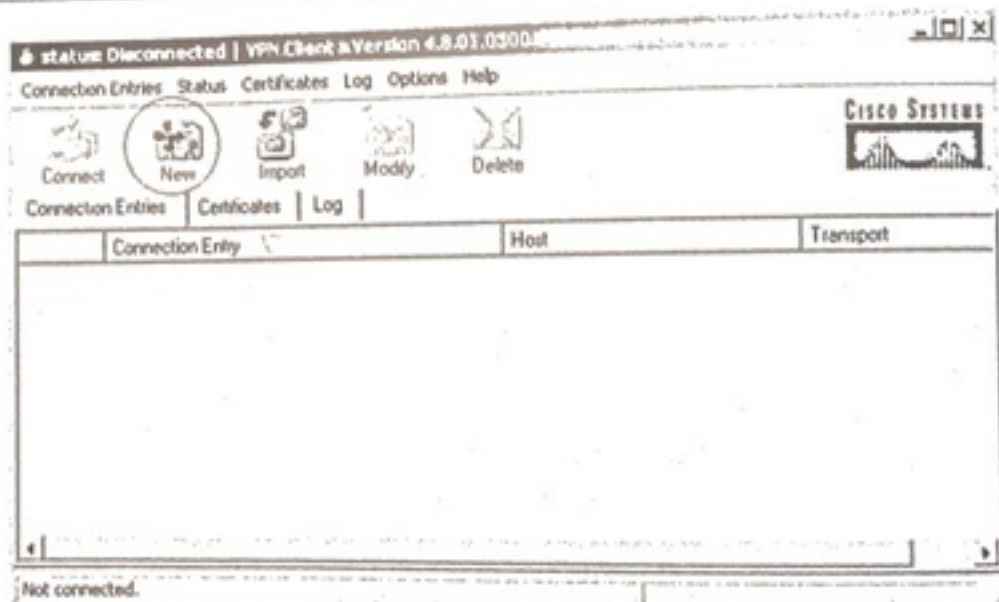 status: Disconnected | VPN Client - Version 4.8.01.0300
Connection Entries Status Certificates Log Options Help
CISCO SYSTEMS
Connect New Import Modify Delete
Connection Entries Certificates Log
Connection Entry Host Transport
Not connected.